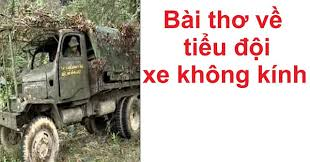 Bài thơ về
tiểu đội
xe không kính